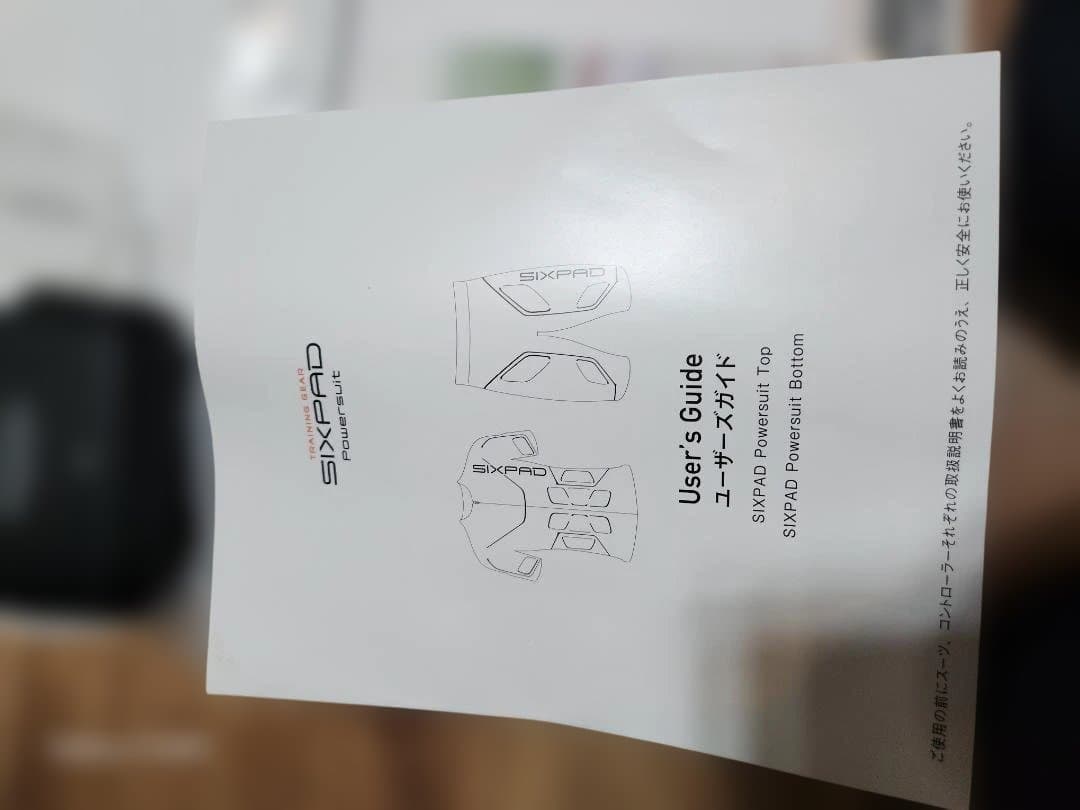 TRAINING GEAR
SIXPAD
Powersuit
SIXPAD
SIXPAD
User's Guide
ユーザーズガイド
SIXPAD Powersuit Top
SIXPAD Powersuit Bottom
ご使用の前にスーツ、コントローラーそれぞれの取扱説明書をよくお読みのうえ、正しく安全にお使いください。